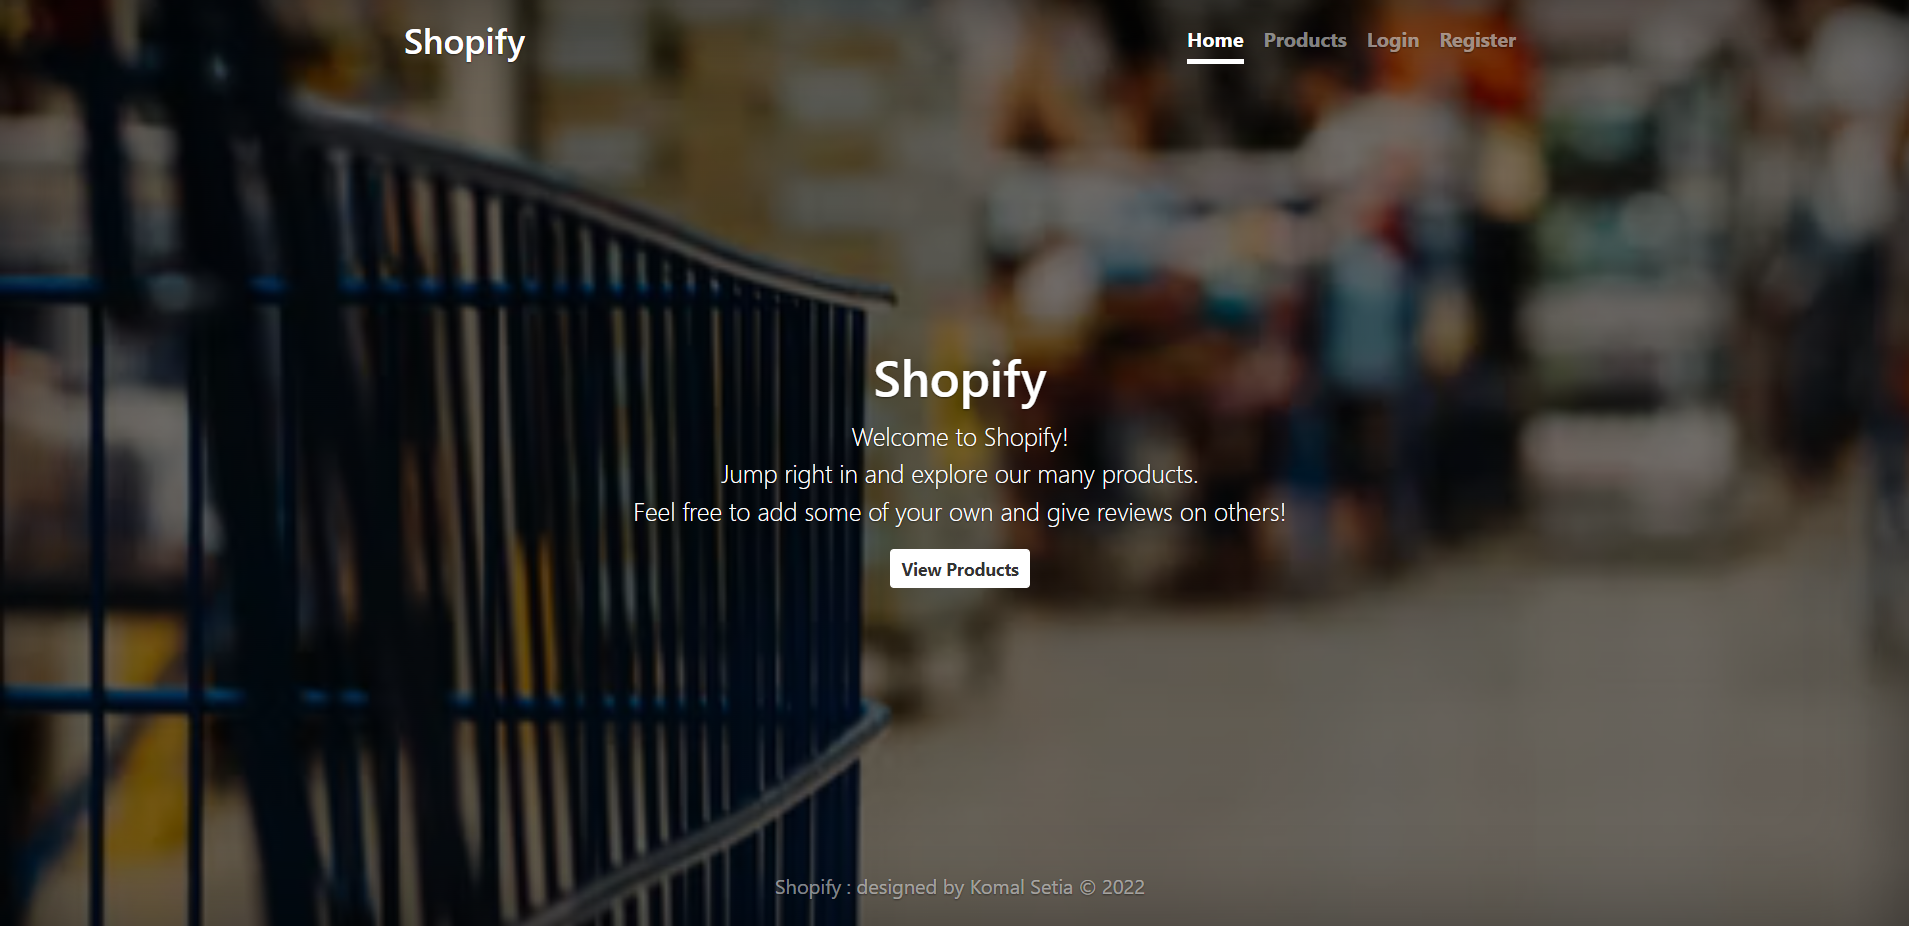 Shopify
Home Products Login Register
Shopify
Welcome to Shopify!
Jump right in and explore our many products.
Feel free to add some of your own and give reviews on others!
View Products
Shopify : designed by Komal Setia © 2022